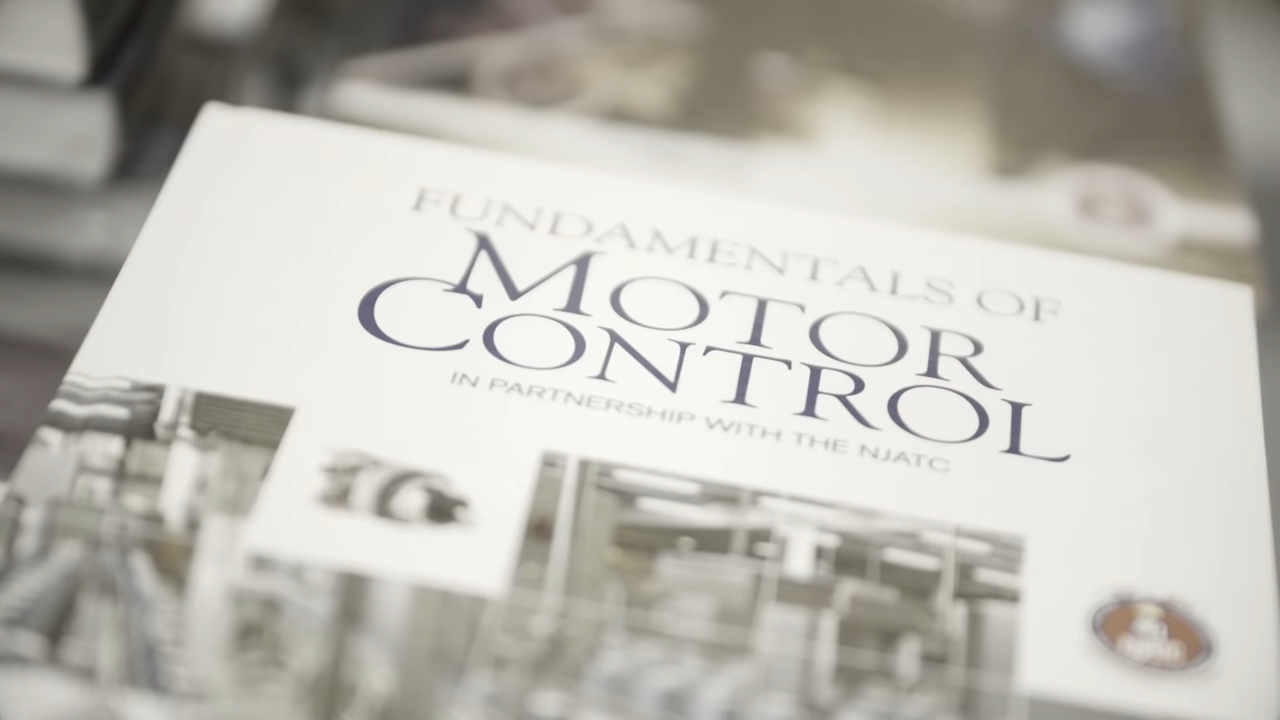 FUNDAMENTALS OF
MOTOR
CONTROL
IN PARTNERSHIP WITH THE NJATC